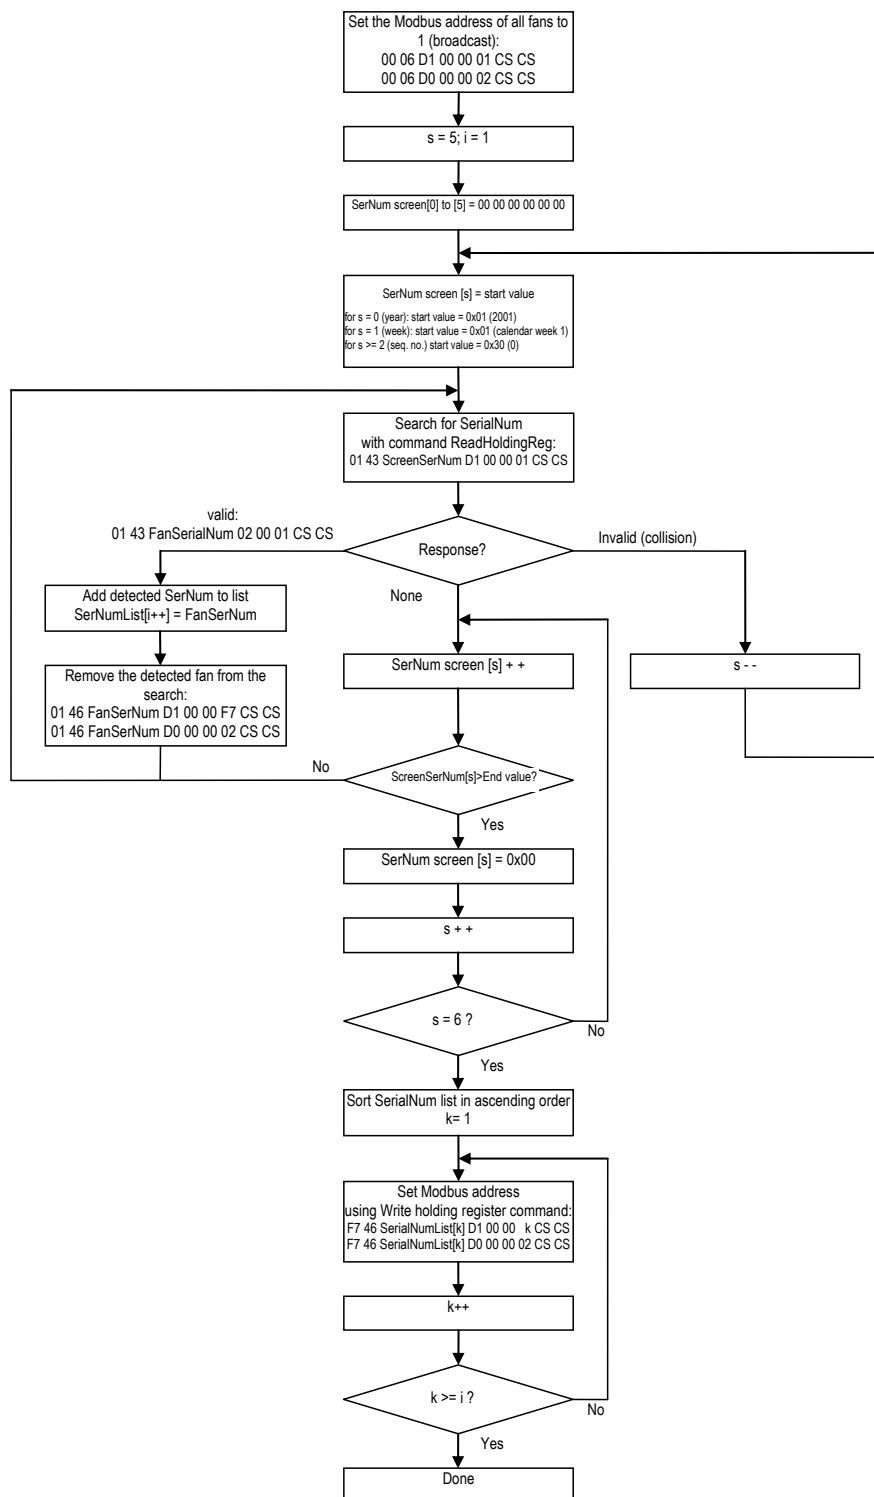 Set the Modbus address of all fans to
1 (broadcast):
00 06 D1 00 00 01 CS CS
00 06 D0 00 00 02 CS CS
s = 5; i = 1
SerNum screen[0] to [5] = 00 00 00 00 00 00
SerNum screen [s] = start value
for s = 0 (year): start value = 0x01 (2001)
for s = 1 (week): start value = 0x01 (calendar week 1)
for s >= 2 (seq. no.) start value = 0x30 (0)
Search for SerialNum
with command ReadHoldingReg:
01 43 ScreenSerNum D1 00 00 01 CS CS
valid:
01 43 FanSerialNum 02 00 01 CS CS
Response?
Invalid (collision)
None
Add detected SerNum to list
SerNumList[i++] = FanSerNum
Remove the detected fan from the
search:
01 46 FanSerNum D1 00 00 F7 CS CS
01 46 FanSerNum D0 00 00 02 CS CS
SerNum screen [s] + +
s - -
No
ScreenSerNum[s]>End value?
Yes
SerNum screen [s] = 0x00
s + +
s = 6 ?
No
Yes
Sort SerialNum list in ascending order
k= 1
Set Modbus address
using Write holding register command:
F7 46 SerialNumList[k] D1 00 00 k CS CS
F7 46 SerialNumList[k] D0 00 00 02 CS CS
k++
k >= i ?
No
Yes
Done